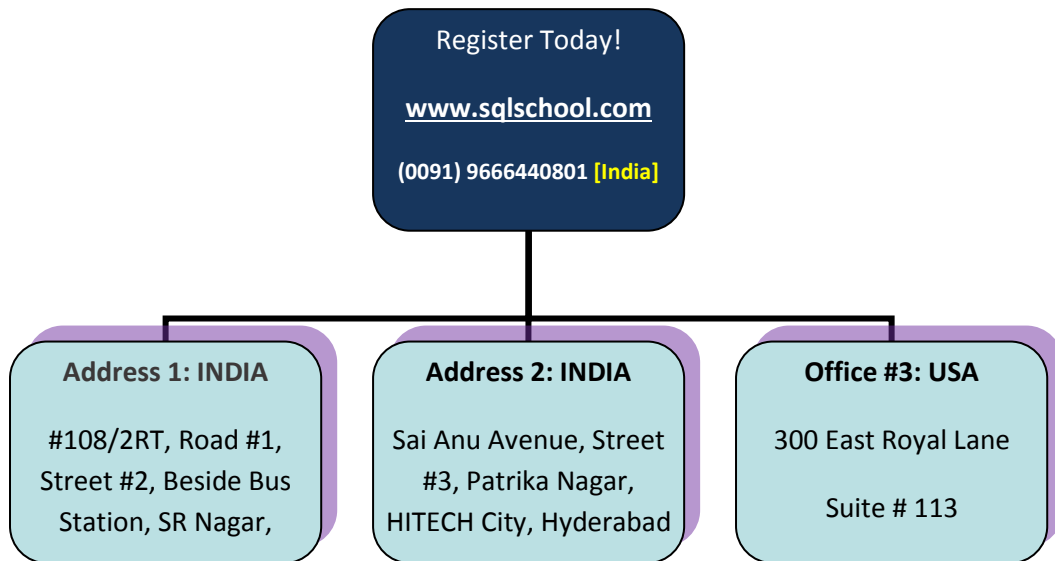 Register Today!
www.sqlschool.com
(0091) 9666440801 [India]
Address 1: INDIA
#108/2RT, Road #1,
Street #2, Beside Bus
Station, SR Nagar,
Address 2: INDIA
Sai Anu Avenue, Street
#3, Patrika Nagar,
HITECH City, Hyderabad
Office #3: USA
300 East Royal Lane
Suite # 113